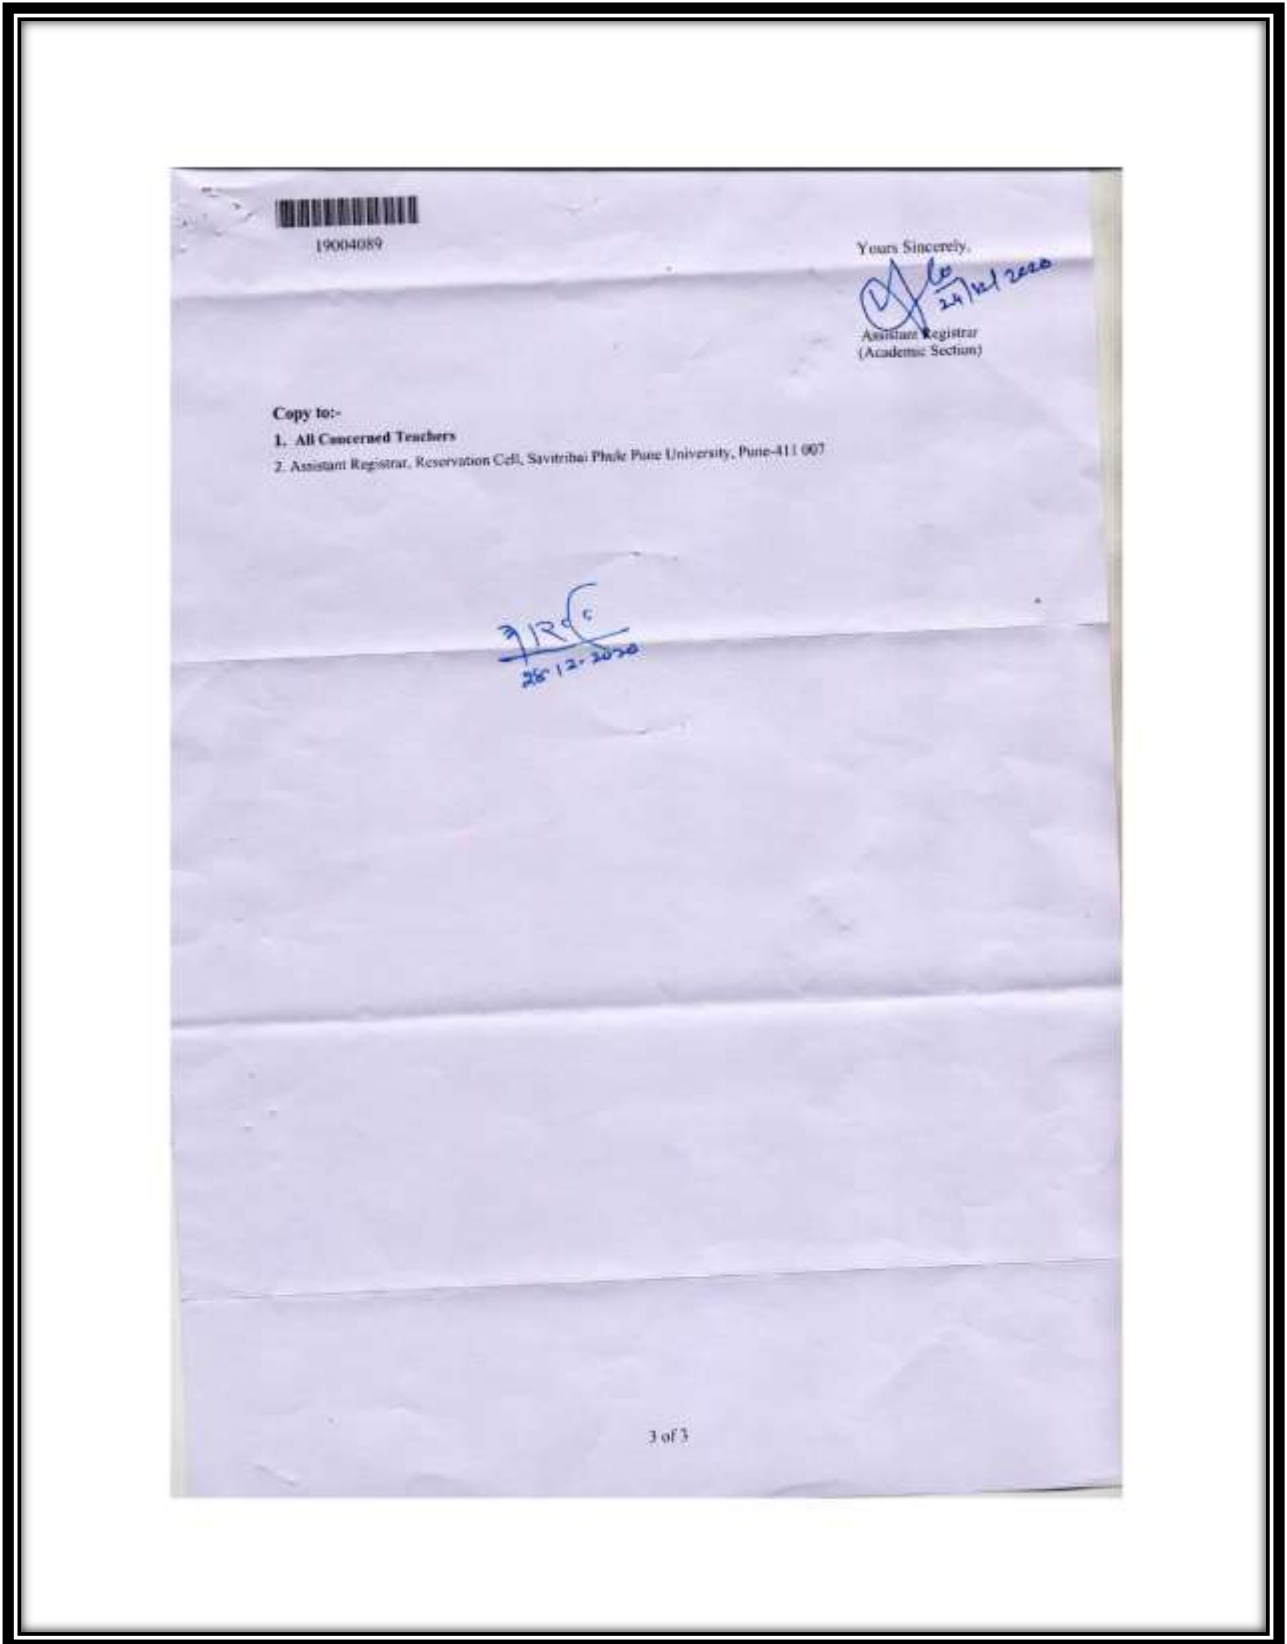 19004089
Yours Sincerely,
24/12/2020
Assistant Registrar
(Academic Section)
Copy to:-
1. All Concerned Teachers
2. Assistant Registrar, Reservation Cell, Savitribai Phule Pune University, Pune-411 007
28-12-2020
3 of 3